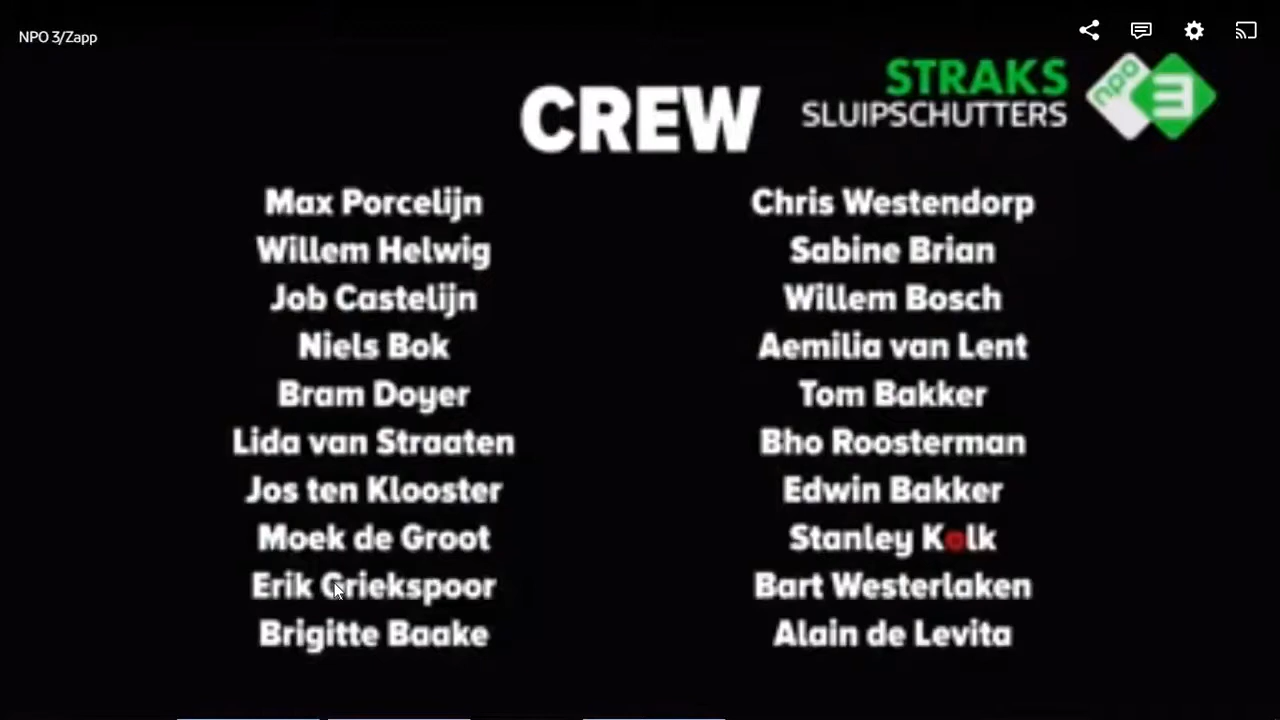 NPO 3/Zapp
STRAKS
SLUIPSCHUTTERS
npo 3
CREW
Max Porcelijn
Willem Helwig
Job Castelijn
Niels Bok
Bram Doyer
Lida van Straaten
Jos ten Klooster
Moek de Groot
Erik Griekspoor
Brigitte Baake
Chris Westendorp
Sabine Brian
Willem Bosch
Aemilia van Lent
Tom Bakker
Bho Roosterman
Edwin Bakker
Stanley Kolk
Bart Westerlaken
Alain de Levita